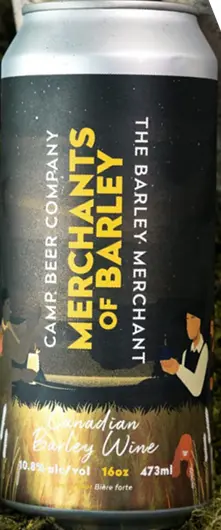 CAMP BEER COMPANY
MERCHANTS
OF BARLEY
THE BARLEY MERCHANT
Canadian
Barley Wine
10.8% alc/vol 16oz 473ml
Bière forte